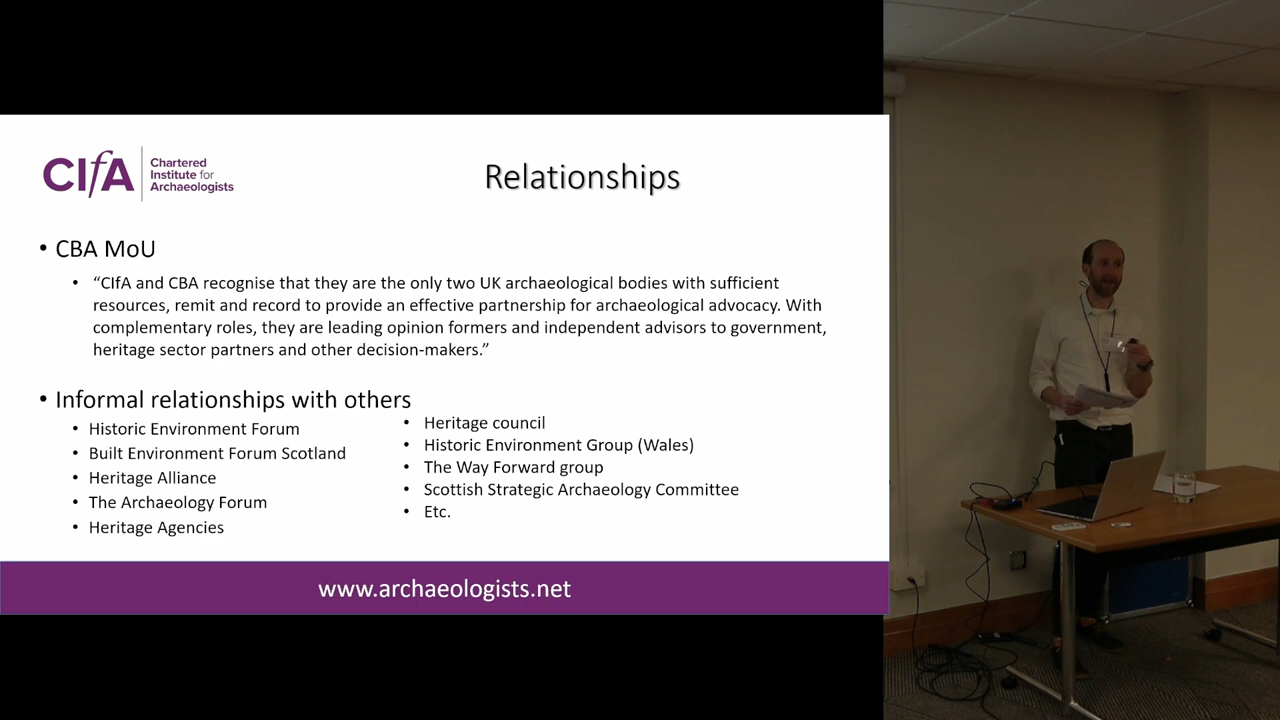 CIfA
Chartered
Institute for
Archaeologists
Relationships
• CBA MoU
• “CIfA and CBA recognise that they are the only two UK archaeological bodies with sufficient
resources, remit and record to provide an effective partnership for archaeological advocacy. With
complementary roles, they are leading opinion formers and independent advisors to government,
heritage sector partners and other decision-makers.”
• Informal relationships with others
• Historic Environment Forum
• Built Environment Forum Scotland
• Heritage Alliance
• The Archaeology Forum
• Heritage Agencies
• Heritage council
• Historic Environment Group (Wales)
• The Way Forward group
• Scottish Strategic Archaeology Committee
• Etc.
www.archaeologists.net